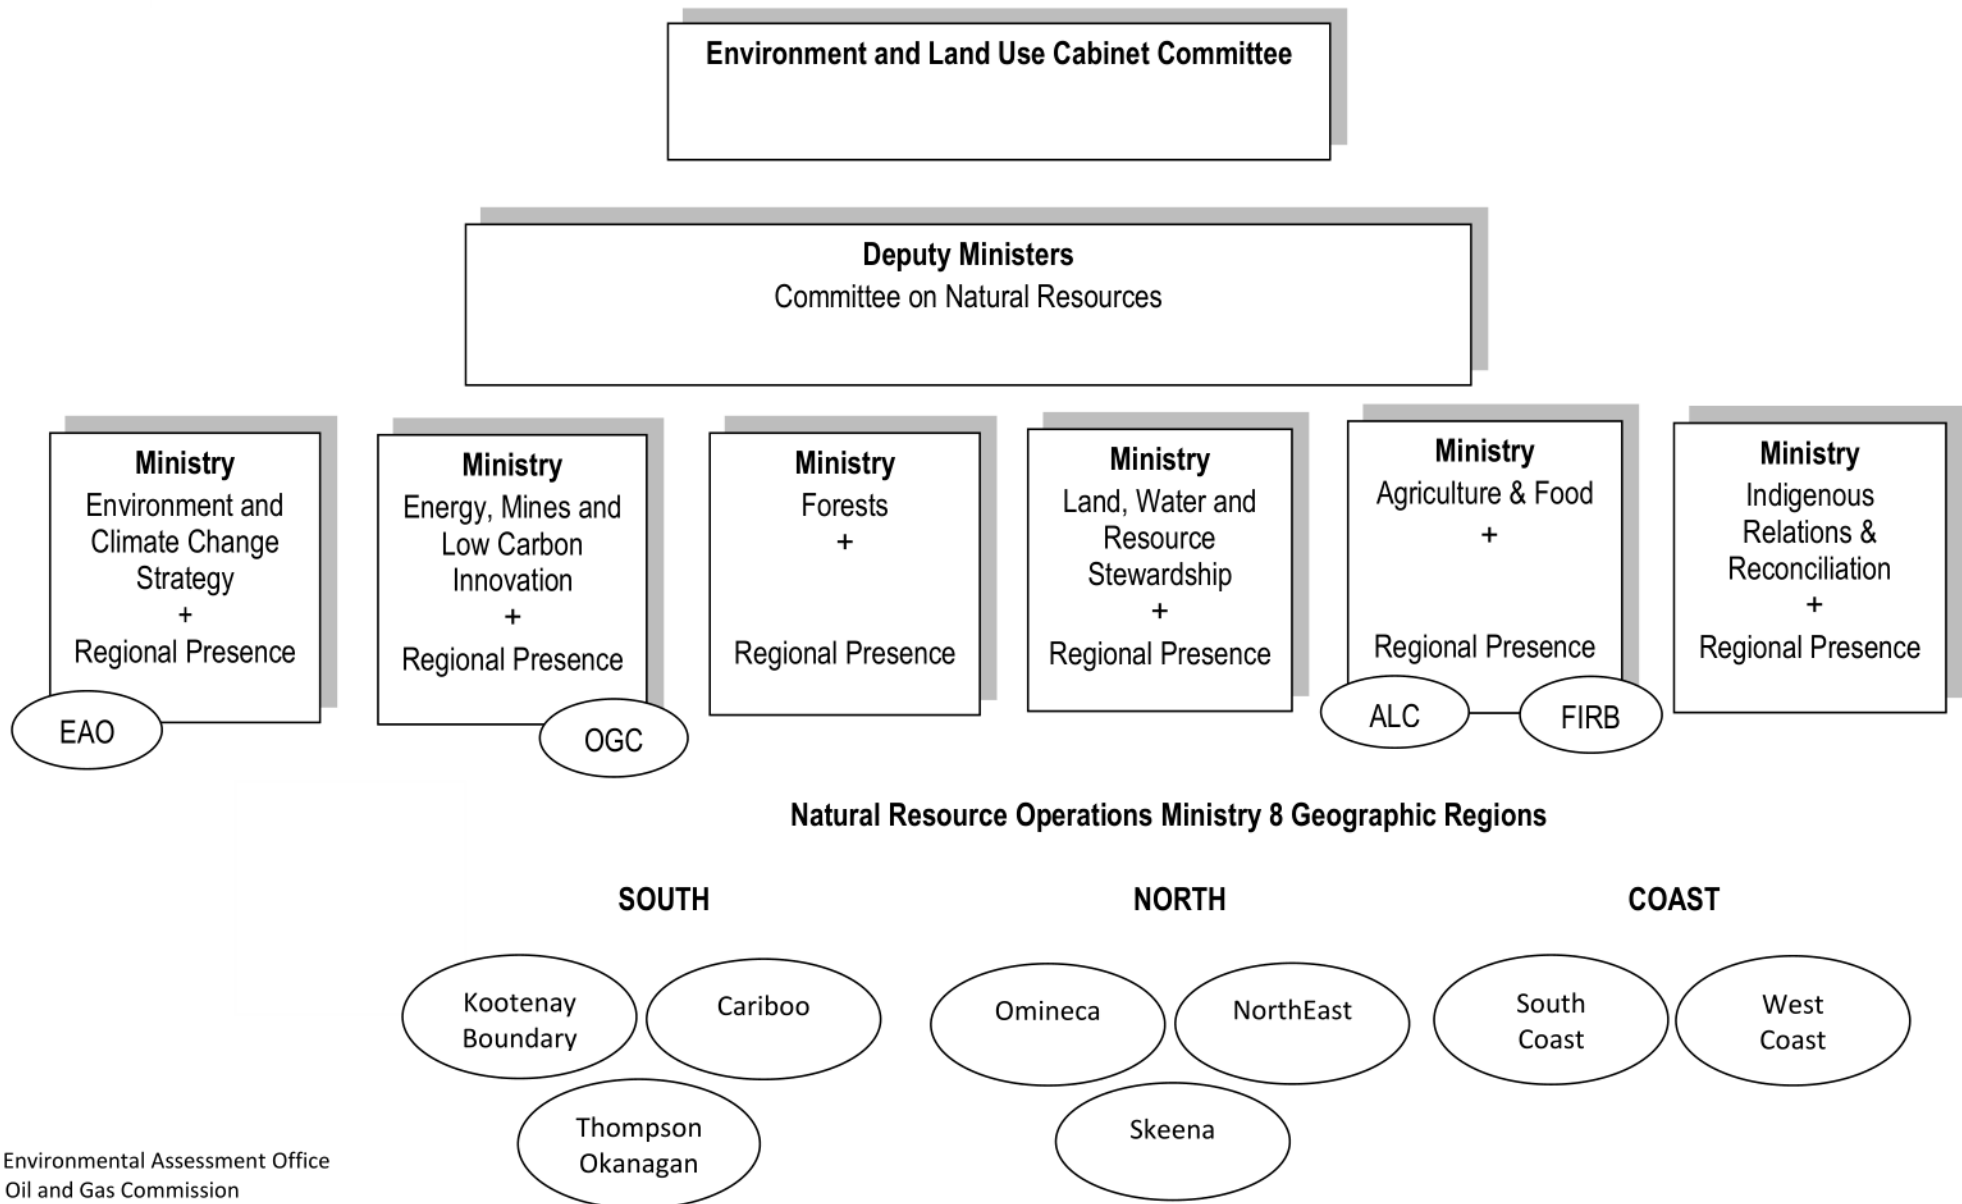 Environment and Land Use Cabinet Committee
Deputy Ministers
Committee on Natural Resources
Ministry
Environment and
Climate Change
Strategy
+
Regional Presence
EAO
Ministry
Energy, Mines and
Low Carbon
Innovation
+
Regional Presence
OGC
Ministry
Forests
+
Regional Presence
Ministry
Land, Water and
Resource
Stewardship
+
Regional Presence
Ministry
Agriculture & Food
+
Regional Presence
ALC
FIRB
Ministry
Indigenous
Relations &
Reconciliation
+
Regional Presence
Natural Resource Operations Ministry 8 Geographic Regions
SOUTH
Kootenay
Boundary
Cariboo
Thompson
Okanagan
NORTH
Omineca
NorthEast
Skeena
COAST
South
Coast
West
Coast
Environmental Assessment Office
Oil and Gas Commission